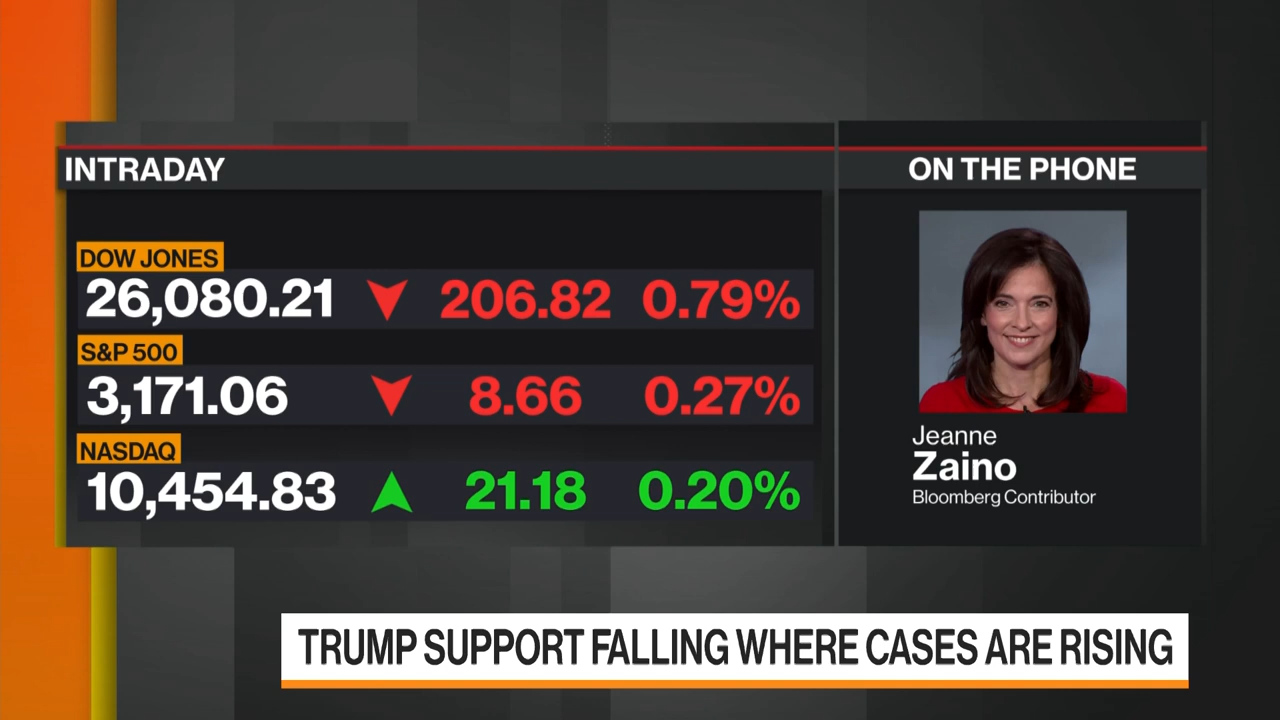 INTRADAY
DOW JONES
26,080.21 ▼ 206.82 0.79%
S&P 500
3,171.06 ▼ 8.66 0.27%
NASDAQ
10,454.83 ▲ 21.18 0.20%
ON THE PHONE
Jeanne
Zaino
Bloomberg Contributor
TRUMP SUPPORT FALLING WHERE CASES ARE RISING